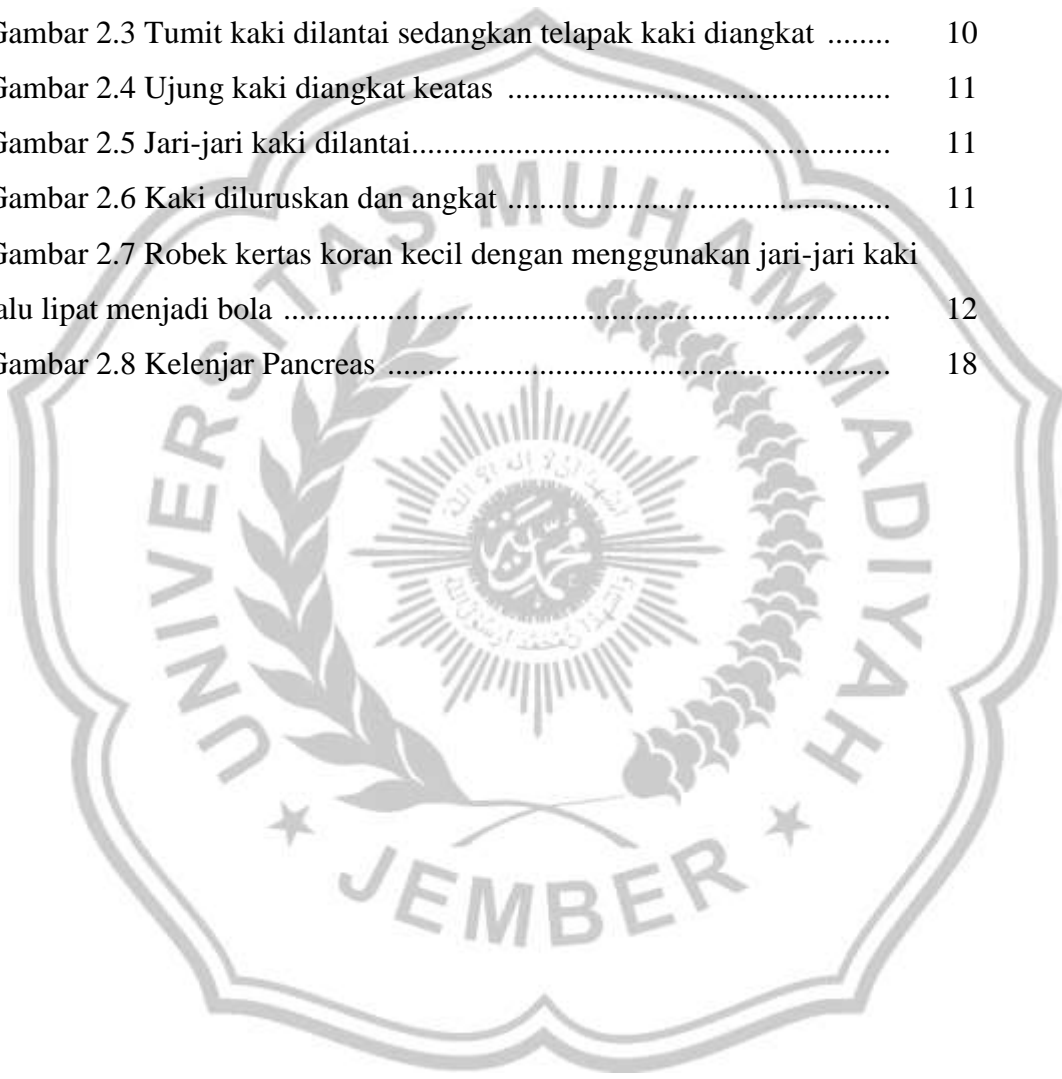 Gambar 2.3 Tumit kaki dilantai sedangkan telapak kaki diangkat ........ 10
Gambar 2.4 Ujung kaki diangkat keatas ............................................... 11
Gambar 2.5 Jari-jari kaki dilantai........................................................... 11
Gambar 2.6 Kaki diluruskan dan angkat ............................................... 11
Gambar 2.7 Robek kertas koran kecil dengan menggunakan jari-jari kaki
alu lipat menjadi bola ........................................................................... 12
Gambar 2.8 Kelenjar Pancreas .............................................................. 18
UNIVERSITAS MUHAMMADIYAH
JEMBER